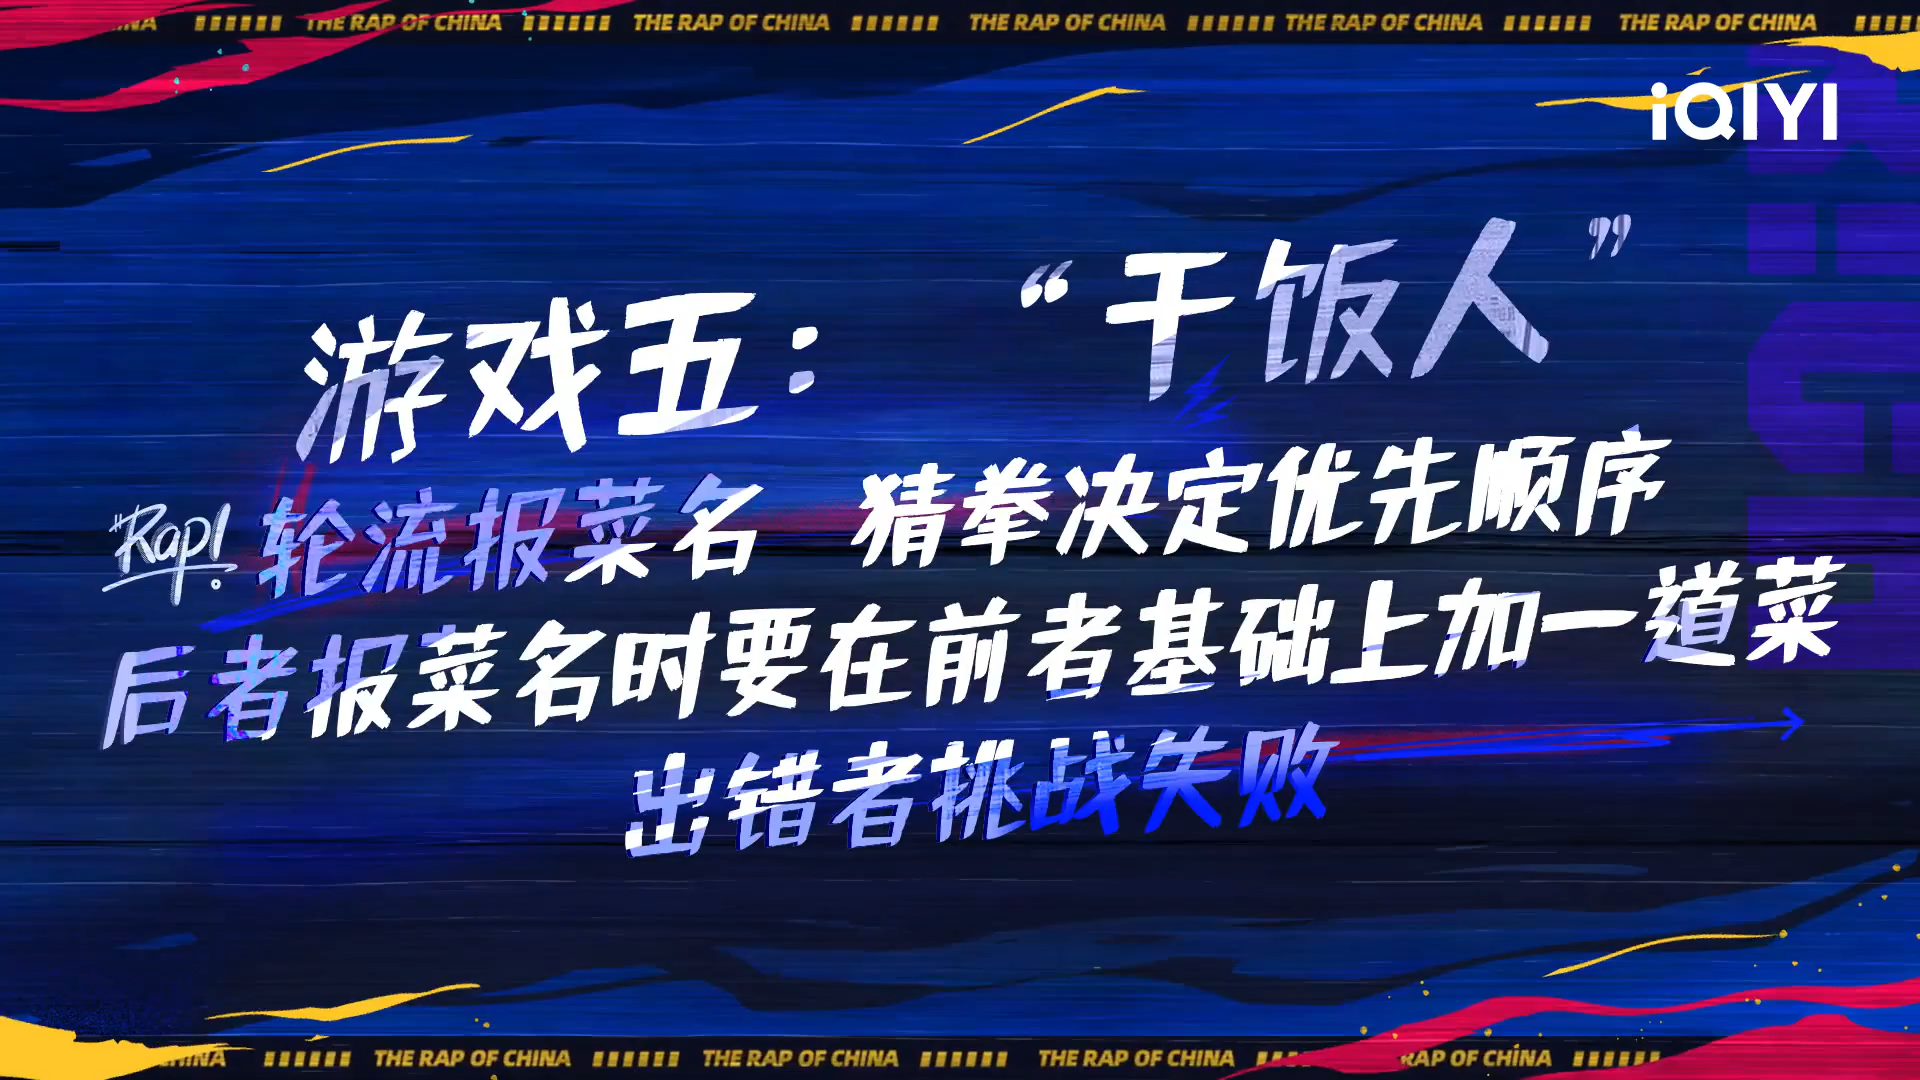 THE RAP OF CHINA THE RAP OF CHINA THE RAP OF CHINA THE RAP OF CHINA THE RAP OF CHINA
iQIYI
游戏五： “干饭人”
#Rap! 轮流报菜名 猜拳决定优先顺序
后者报菜名时要在前者基础上加一道菜
出错者挑战失败
THE RAP OF CHINA THE RAP OF CHINA THE RAP OF CHINA RAP OF CHINA